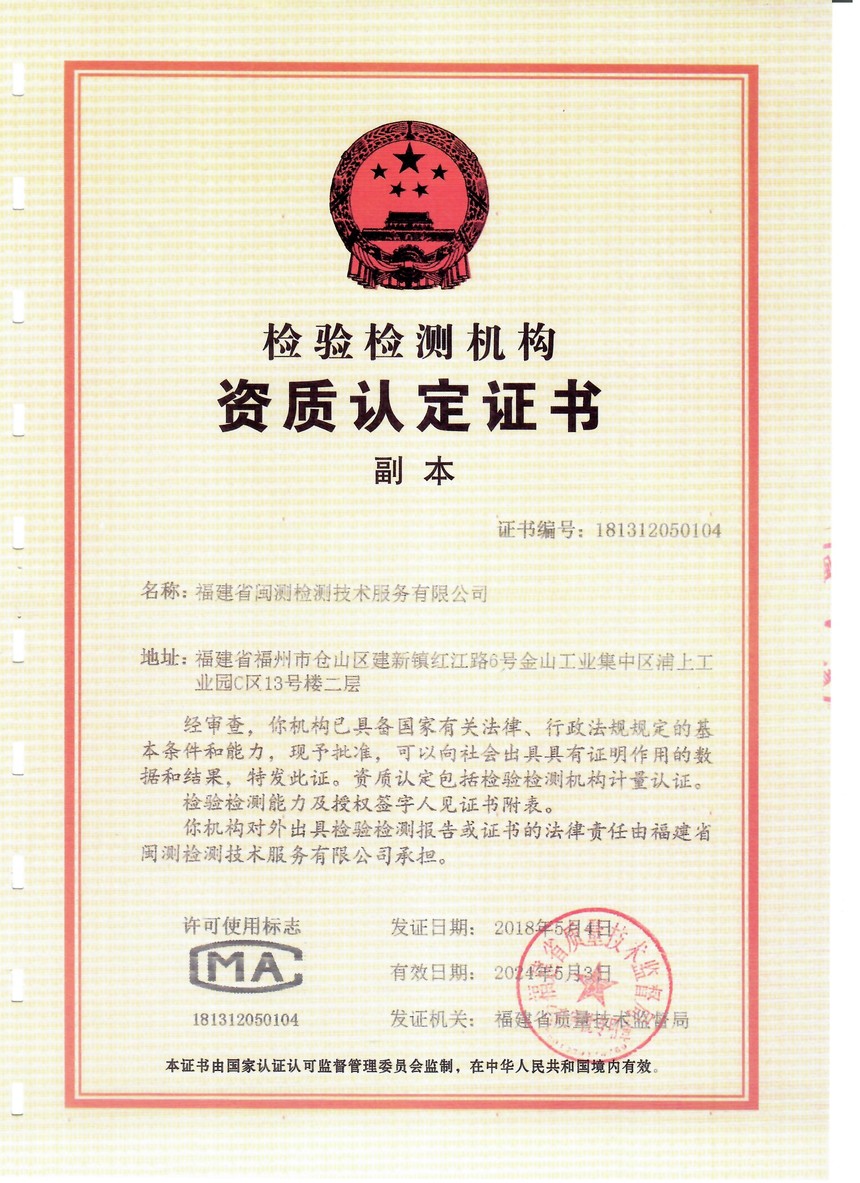 检验检测机构
资质认定证书
副本
证书编号：181312050104
名称：福建省闽测检测技术服务有限公司
地址：福建省福州市仓山区建新镇红江路6号金山工业集中区浦上工
业园C区13号楼二层
经审查，你机构已具备国家有关法律、行政法规规定的基
本条件和能力，现予批准，可以向社会出具具有证明作用的数
据和结果，特发此证。资质认定包括检验检测机构计量认证。
检验检测能力及授权签字人见证书附表。
你机构对外出具检验检测报告或证书的法律责任由福建省
闽测检测技术服务有限公司承担。
许可使用标志
MA
181312050104
发证日期：2018年5月4日
有效日期：2024年5月3日
发证机关：福建省质量技术监督局
福建省质量技术监督局
本证书由国家认证认可监督管理委员会监制，在中华人民共和国境内有效。